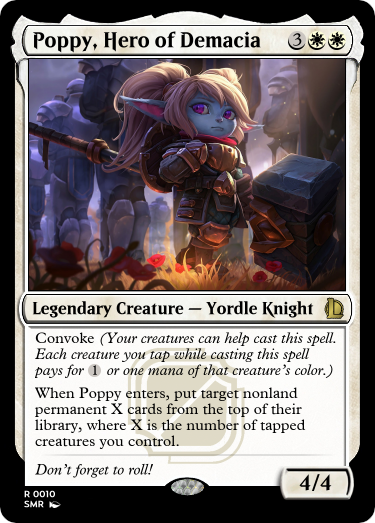 Poppy, Hero of Demacia 3
Legendary Creature — Yordle Knight
Convoke (Your creatures can help cast this spell.
Each creature you tap while casting this spell
pays for 1 or one mana of that creature's color.)
When Poppy enters, put target nonland
permanent X cards from the top of their
library, where X is the number of tapped
creatures you control.
Don't forget to roll!
4/4
R 0010
SMR